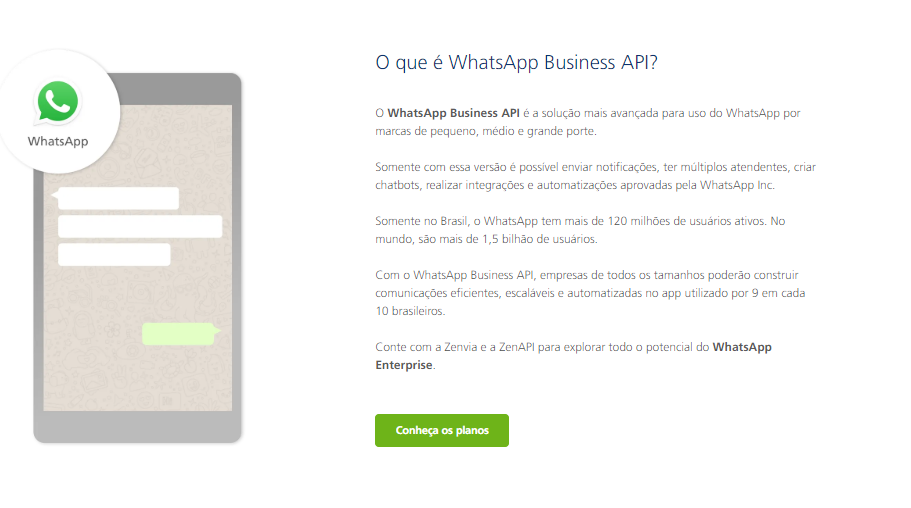 WhatsApp
O que é WhatsApp Business API?
O WhatsApp Business API é a solução mais avançada para uso do WhatsApp por
marcas de pequeno, médio e grande porte.
Somente com essa versão é possível enviar notificações, ter múltiplos atendentes, criar
chatbots, realizar integrações e automatizações aprovadas pela WhatsApp Inc.
Somente no Brasil, o WhatsApp tem mais de 120 milhões de usuários ativos. No
mundo, são mais de 1,5 bilhão de usuários.
Com o WhatsApp Business API, empresas de todos os tamanhos poderão construir
comunicações eficientes, escaláveis e automatizadas no app utilizado por 9 em cada
10 brasileiros.
Conte com a Zenvia e a ZenAPI para explorar todo o potencial do WhatsApp
Enterprise.
Conheça os planos